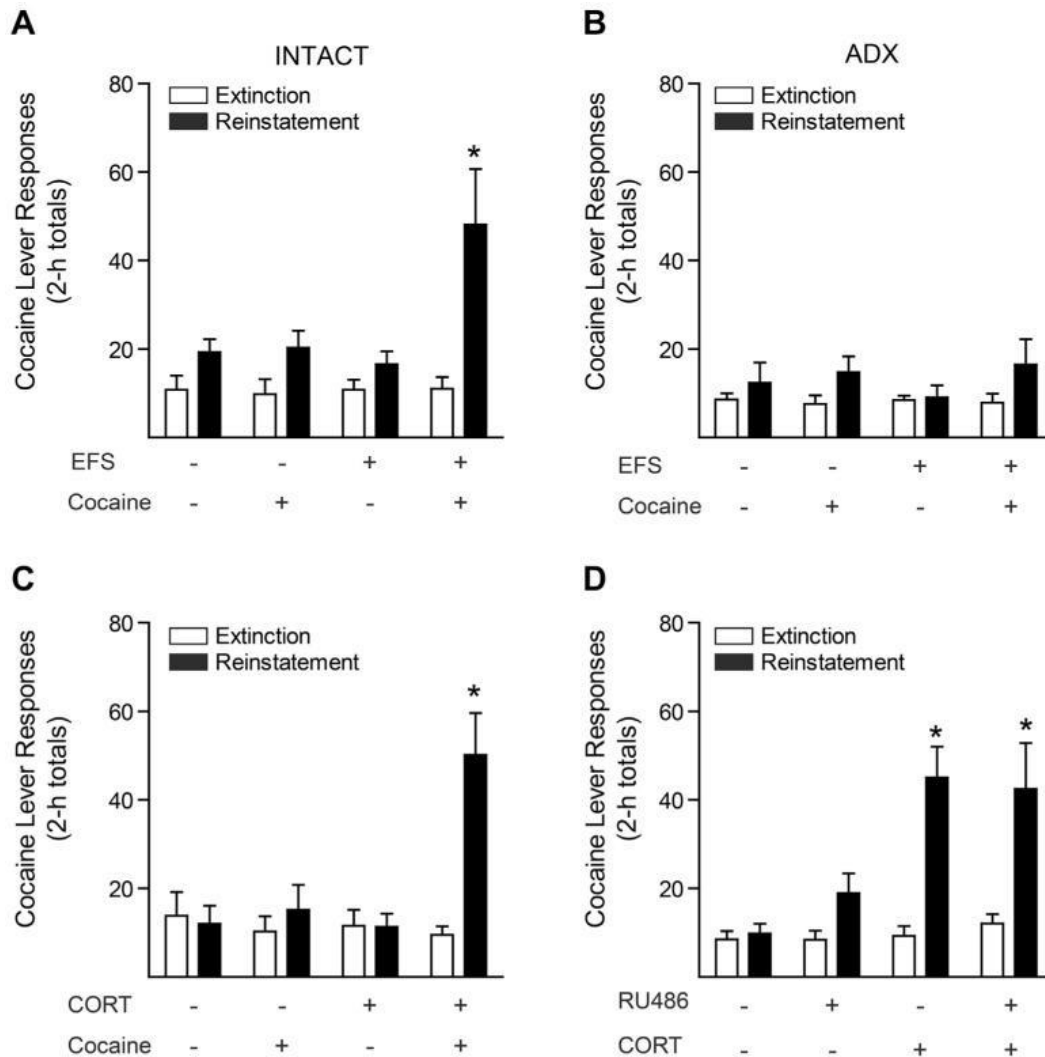 A
INTACT
Cocaine Lever Responses
(2-h totals)
80
60
40
20
Extinction
Reinstatement
*
EFS - - + +
Cocaine - + - +
B
ADX
Cocaine Lever Responses
(2-h totals)
80
60
40
20
Extinction
Reinstatement
EFS - - + +
Cocaine - + - +
C
Cocaine Lever Responses
(2-h totals)
80
60
40
20
Extinction
Reinstatement
*
CORT - - + +
Cocaine - + - +
D
Cocaine Lever Responses
(2-h totals)
80
60
40
20
Extinction
Reinstatement
* *
RU486 - + - +
CORT - - + +